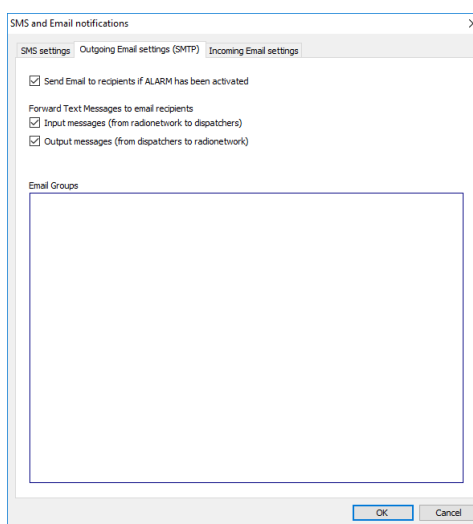 SMS and Email notifications
SMS settings
Outgoing Email settings (SMTP)
Incoming Email settings
Send Email to recipients if ALARM has been activated
Forward Text Messages to email recipients
Input messages (from radionetwork to dispatchers)
Output messages (from dispatchers to radionetwork)
Email Groups
OK
Cancel